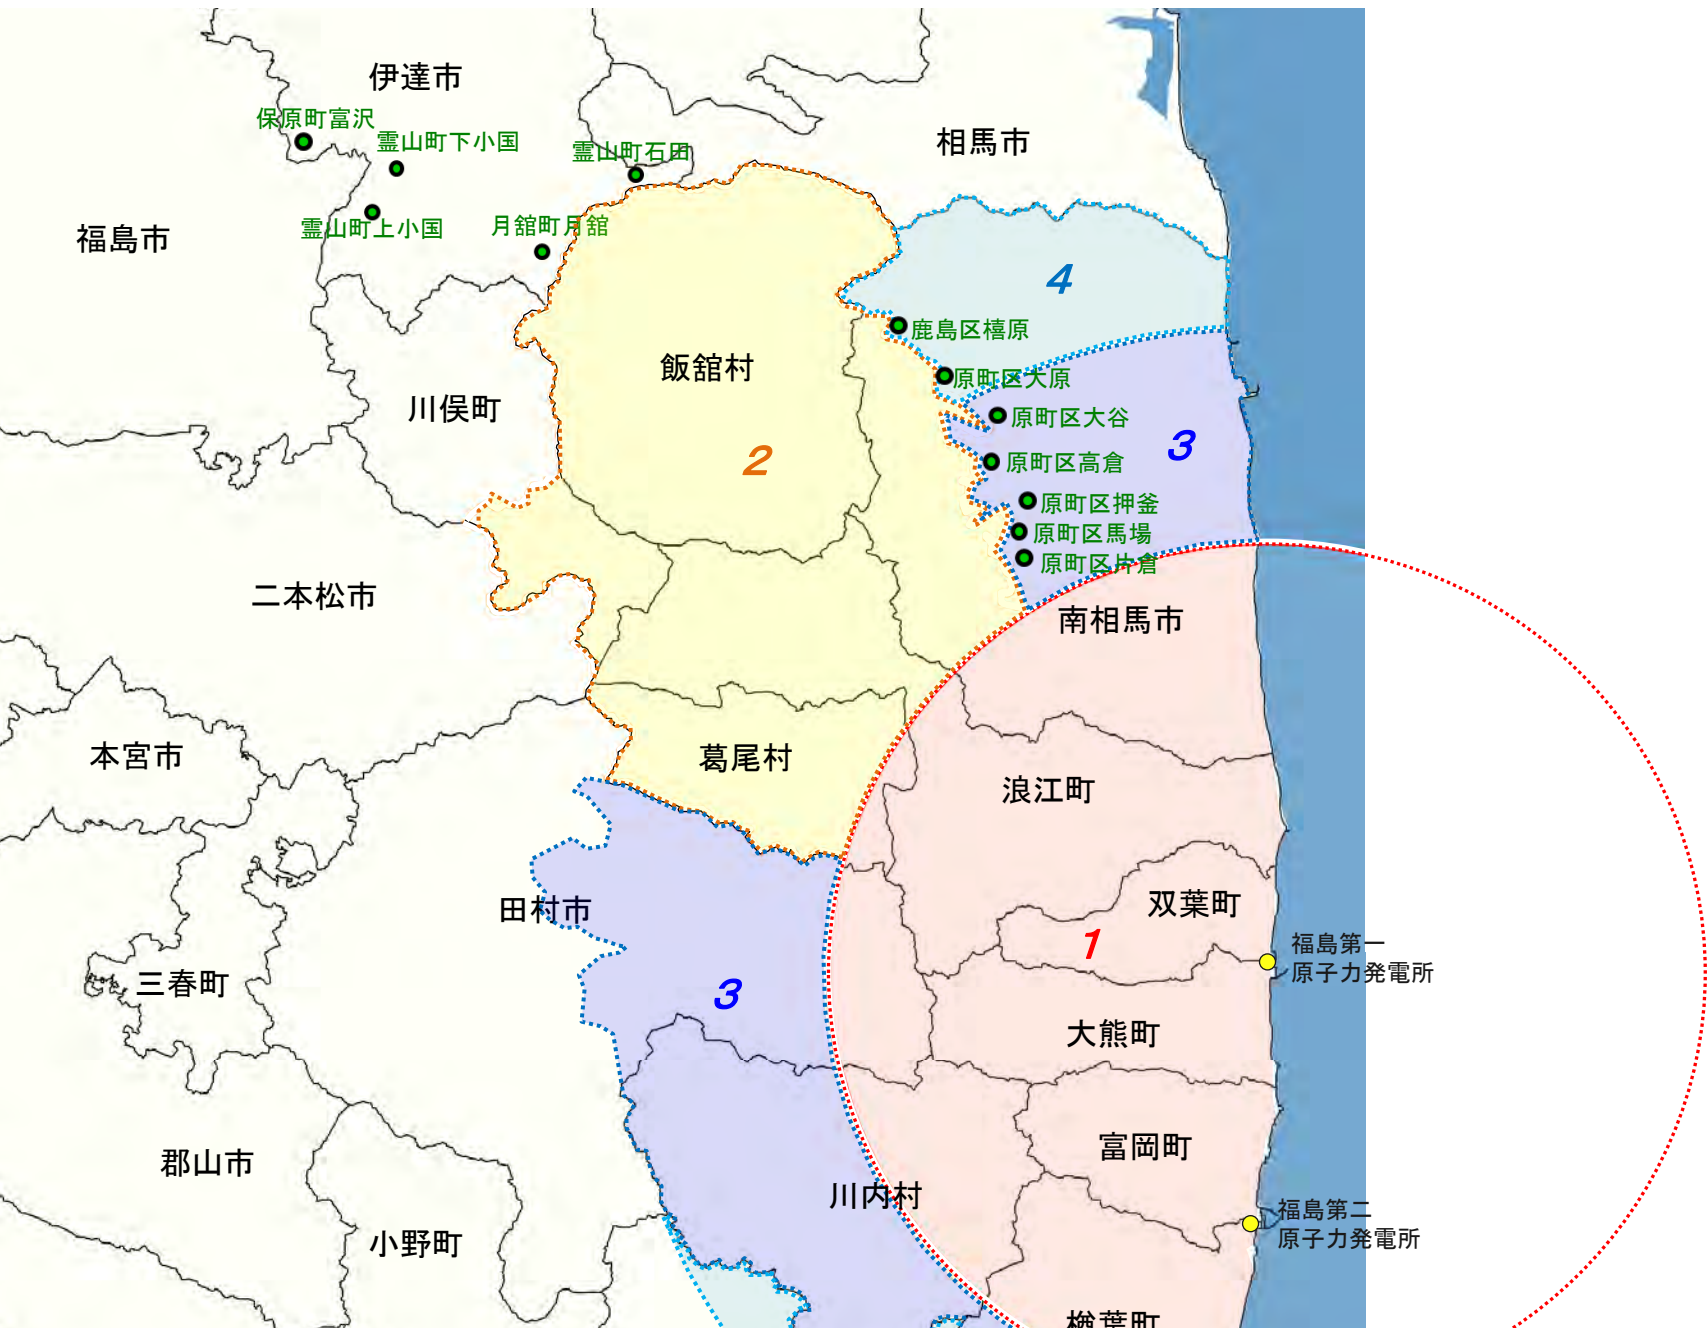 伊達市
保原町富沢
霊山町下小国
霊山町石田
相馬市
霊山町上小国
月舘町月舘
福島市
4
鹿島区橲原
飯舘村
原町区大原
川俣町
原町区大谷
3
2
原町区高倉
原町区押釜
原町区馬場
原町区片倉
二本松市
南相馬市
本宮市
葛尾村
浪江町
田村市
双葉町
1
福島第一
原子力発電所
三春町
3
大熊町
富岡町
郡山市
川内村
福島第二
原子力発電所
小野町
楢葉町